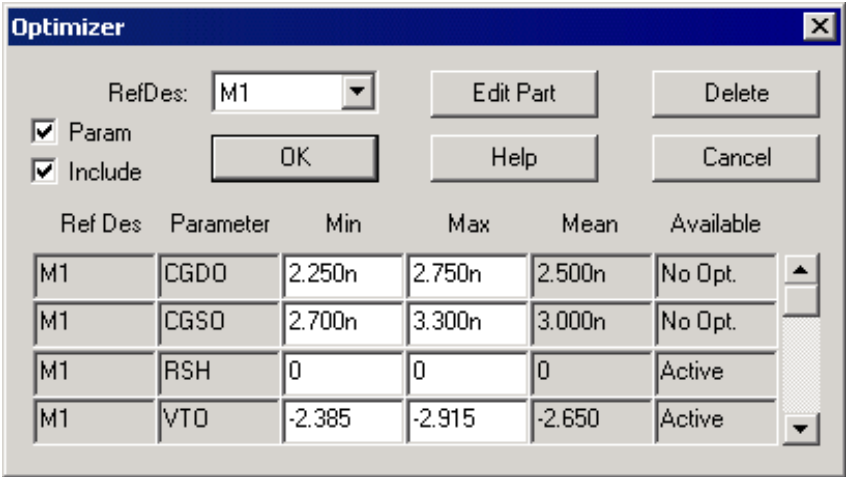 Optimizer
RefDes: M1 Edit Part Delete
Param
Include OK Help Cancel
Ref Des Parameter Min Max Mean Available
M1 CGDO 2.250n 2.750n 2.500n No Opt.
M1 CGSO 2.700n 3.300n 3.000n No Opt.
M1 RSH 0 0 0 Active
M1 VTO -2.385 -2.915 -2.650 Active